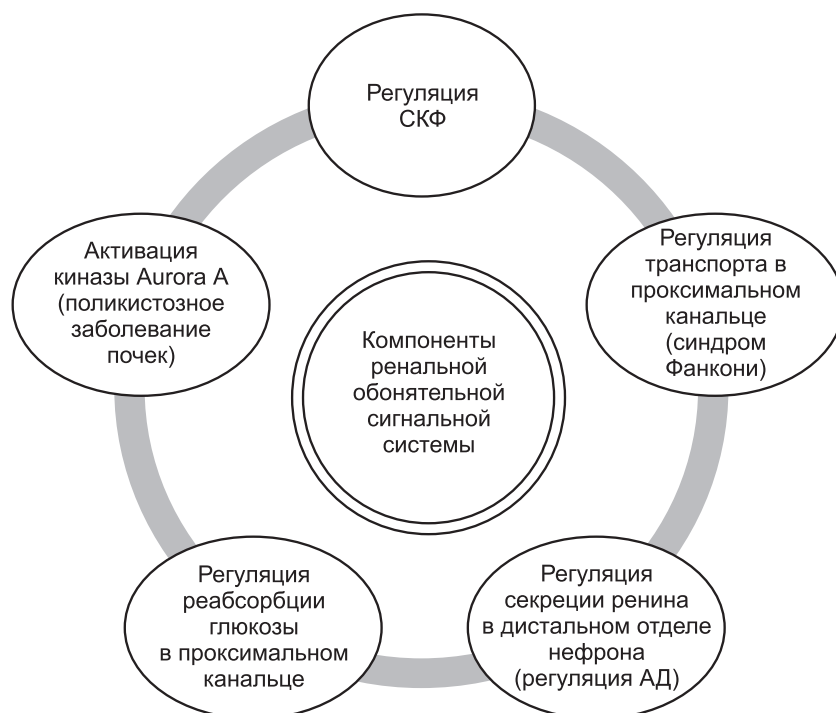 Регуляция
СКФ
Активация
киназы Aurora A
(поликистозное
заболевание
почек)
Регуляция
транспорта в
проксимальном
канальце
(синдром
Фанкони)
Компоненты
ренальной
обонятельной
сигнальной
системы
Регуляция
реабсорбции
глюкозы
в проксимальном
канальце
Регуляция
секреции ренина
в дистальном отделе
нефрона
(регуляция АД)